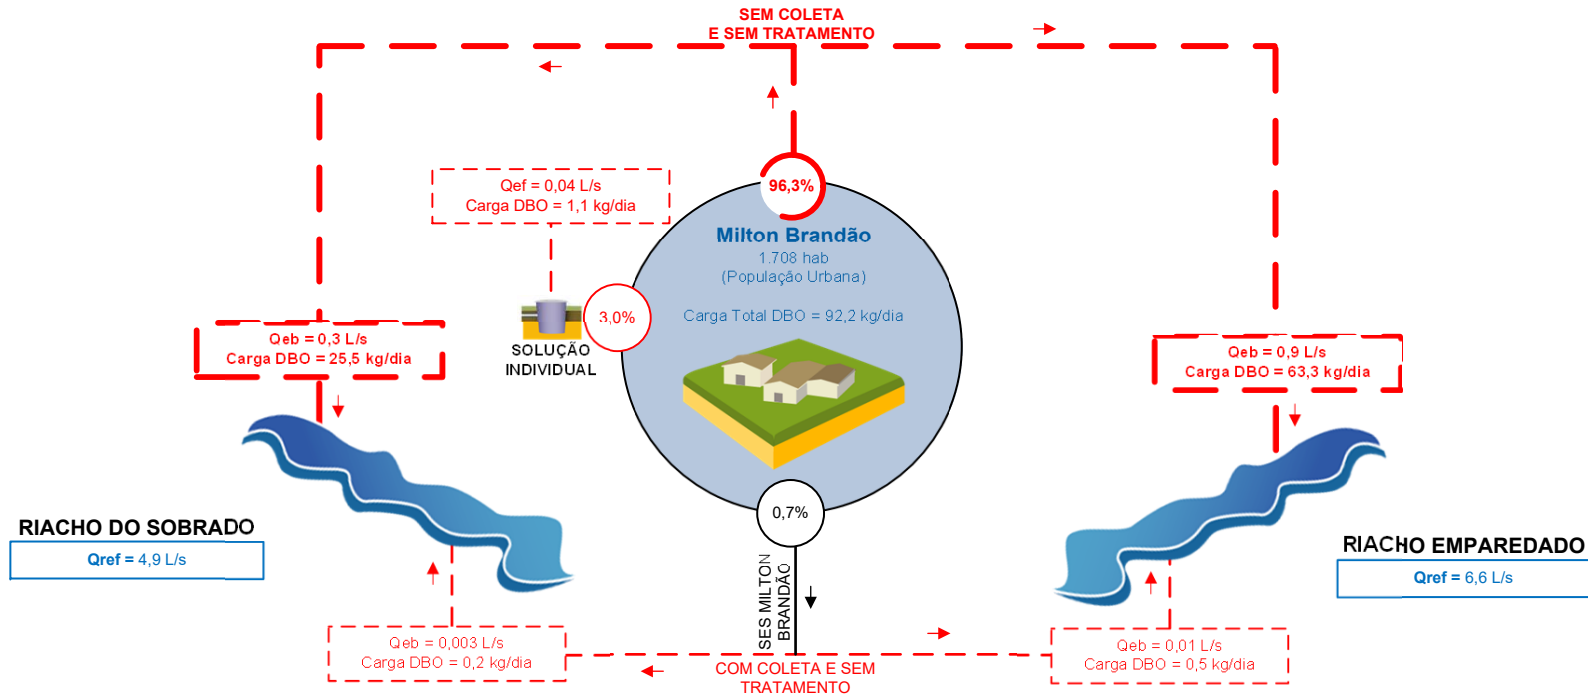 SEM COLETA
E SEM TRATAMENTO
Qef = 0,04 L/s
Carga DBO = 1,1 kg/dia
96,3%
Milton Brandão
1.708 hab
(População Urbana)
Carga Total DBO = 92,2 kg/dia
3,0%
SOLUÇÃO
INDIVIDUAL
Qeb = 0,3 L/s
Carga DBO = 25,5 kg/dia
Qeb = 0,9 L/s
Carga DBO = 63,3 kg/dia
RIACHO DO SOBRADO
Qref = 4,9 L/s
0,7%
RIACHO EMPAREDADO
Qref = 6,6 L/s
SES MILTON
BRANDÃO
Qeb = 0,003 L/s
Carga DBO = 0,2 kg/dia
COM COLETA E SEM
TRATAMENTO
Qeb = 0,01 L/s
Carga DBO = 0,5 kg/dia